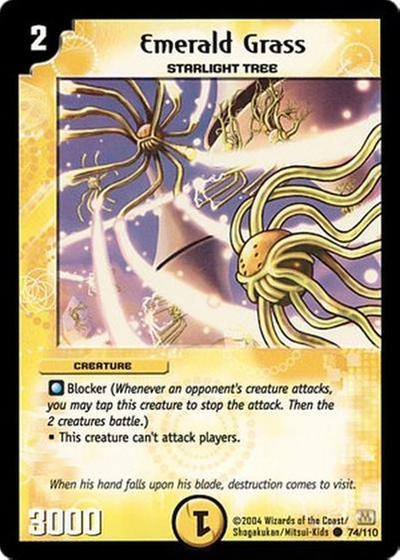 2
Emerald Grass
STARLIGHT TREE
CREATURE
Blocker (Whenever an opponent's creature attacks,
you may tap this creature to stop the attack. Then the
2 creatures battle.)
▪ This creature can't attack players.
When his hand falls upon his blade, destruction comes to visit.
3000
1
©2004 Wizards of the Coast/
Shogakukan/Mitsui-Kids ● 74/110